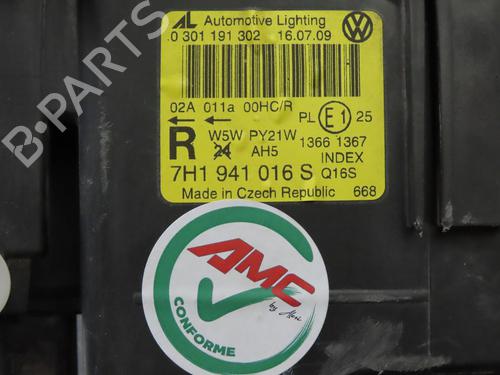 AL Automotive Lighting
0 301 191 302 16.07.09
02A 011a 00HC/R
PL E1 25
R W5W PY21W 1366 1367
24 AH5 INDEX
7H1 941 016 S Q16S
Made in Czech Republic 668
AMC
by
CONFORME
B